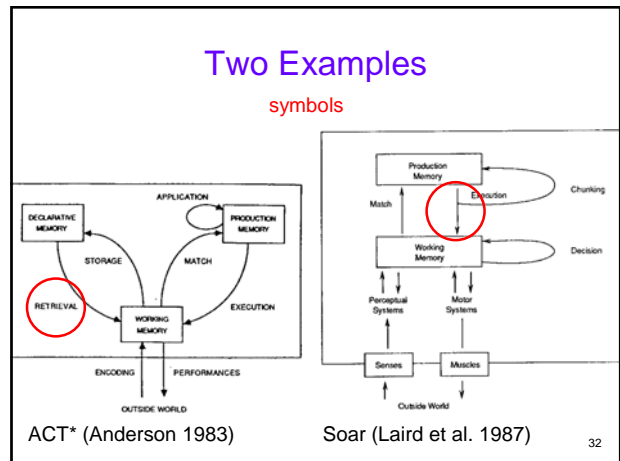 Two Examples
symbols
APPLICATION
DECLARATIVE
MEMORY
PRODUCTION
MEMORY
STORAGE
MATCH
RETRIEVAL
EXECUTION
WORKING
MEMORY
ENCODING
PERFORMANCES
OUTSIDE WORLD
ACT* (Anderson 1983)
Production
Memory
Execution
Chunking
Match
Working
Memory
Decision
Perceptual
Systems
Motor
Systems
Senses
Muscles
Outside World
Soar (Laird et al. 1987)
32